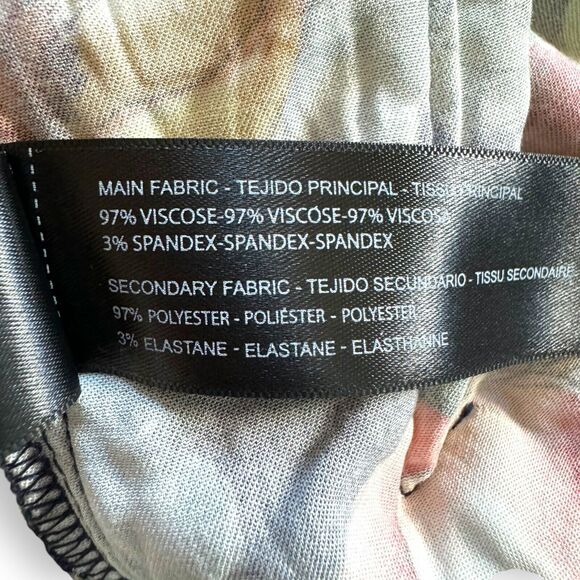 MAIN FABRIC - TEJIDO PRINCIPAL - TISSU PRINCIPAL
97% VISCOSE-97% VISCÓSE-97% VISCOSA
3% SPANDEX-SPANDEX-SPANDEX
SECONDARY FABRIC - TEJIDO SECUNDARIO - TISSU SECONDAIRE
97% POLYESTER - POLIÉSTER - POLYESTER
3% ELASTANE - ELASTANE - ELASTHANNE